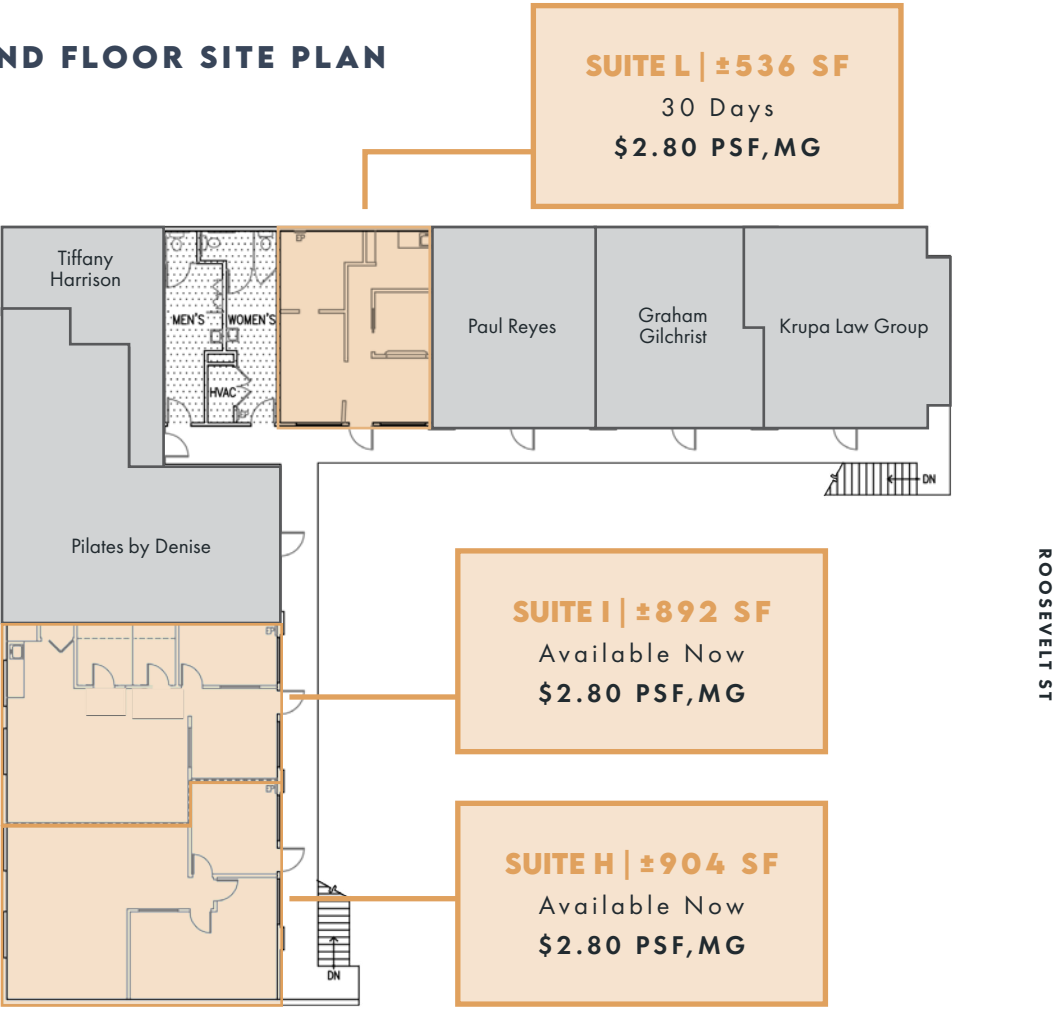 ND FLOOR SITE PLAN
SUITE L | ±536 SF
30 Days
$2.80 PSF,MG
Tiffany
Harrison
MEN'S
WOMEN'S
HVAC
Paul Reyes
Graham
Gilchrist
Krupa Law Group
DN
Pilates by Denise
ROOSEVELT ST
SUITE I | ±892 SF
Available Now
$2.80 PSF,MG
SUITE H | ±904 SF
Available Now
$2.80 PSF,MG
DN